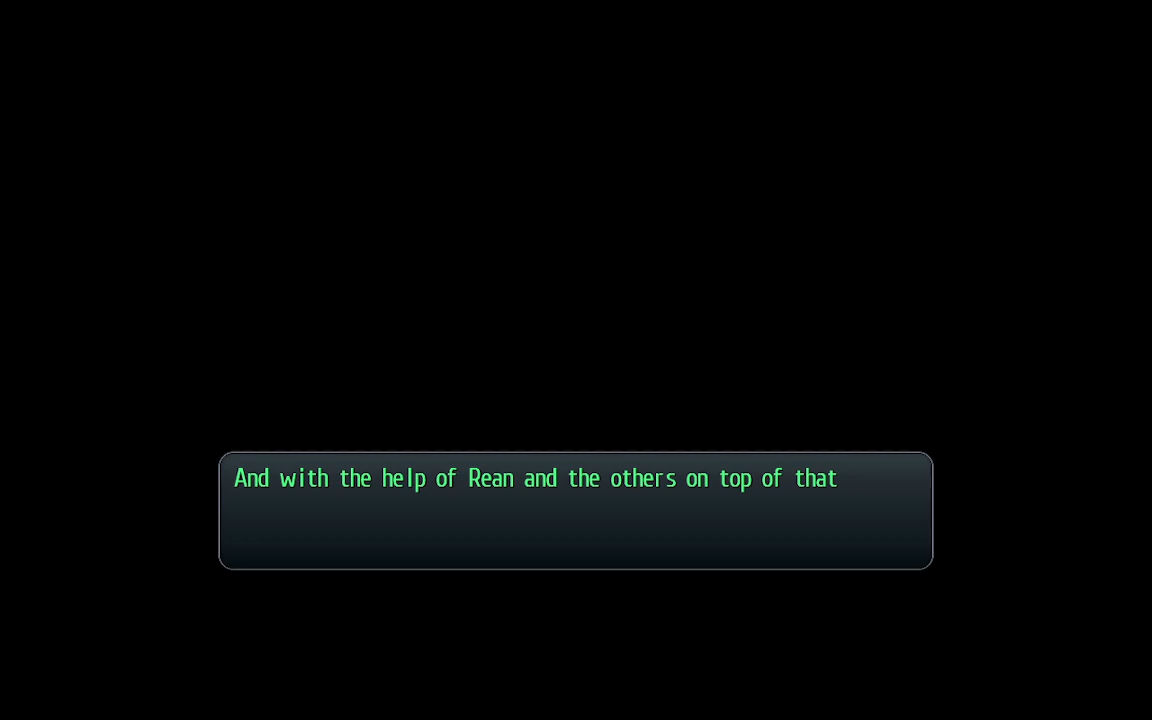 And with the help of Rean and the others on top of that